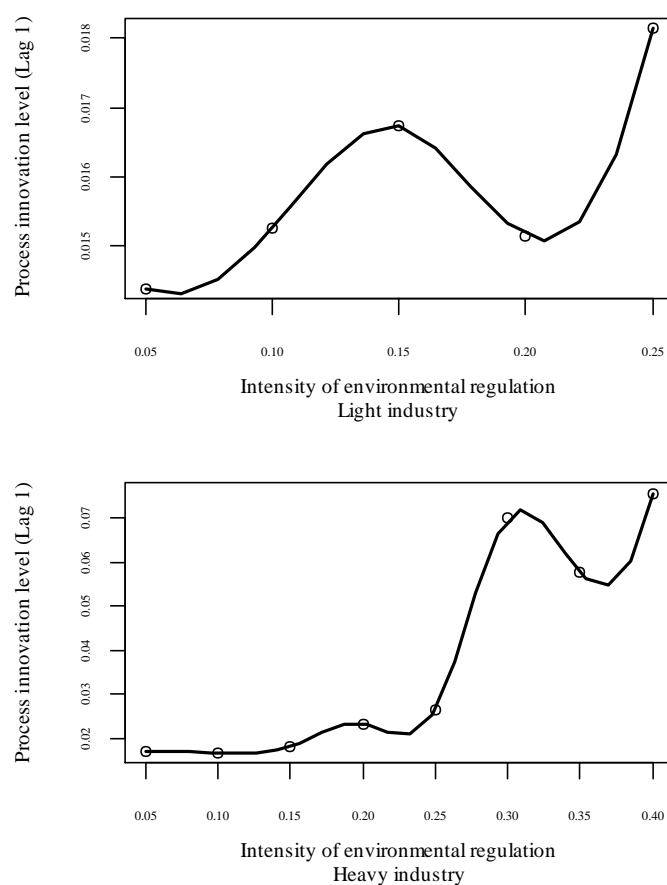 Process innovation level (Lag 1)
0.018
0.017
0.016
0.015
0.05 0.10 0.15 0.20 0.25
Intensity of environmental regulation
Light industry
Process innovation level (Lag 1)
0.07
0.06
0.05
0.04
0.03
0.02
0.05 0.10 0.15 0.20 0.25 0.30 0.35 0.40
Intensity of environmental regulation
Heavy industry